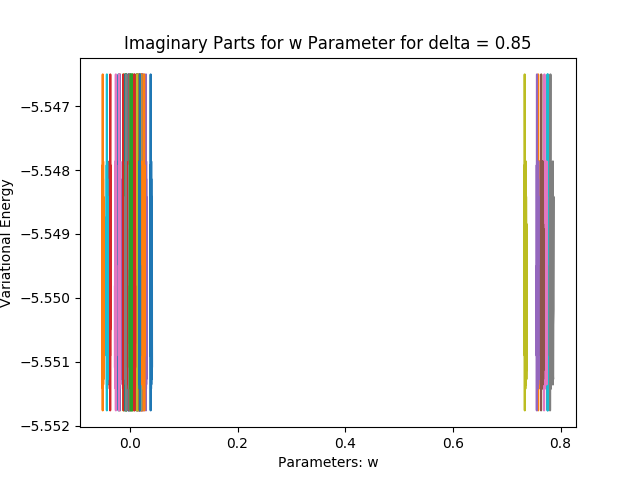 Imaginary Parts for w Parameter for delta = 0.85
Variational Energy
−5.547
−5.548
−5.549
−5.550
−5.551
−5.552
0.0 0.2 0.4 0.6 0.8
Parameters: w